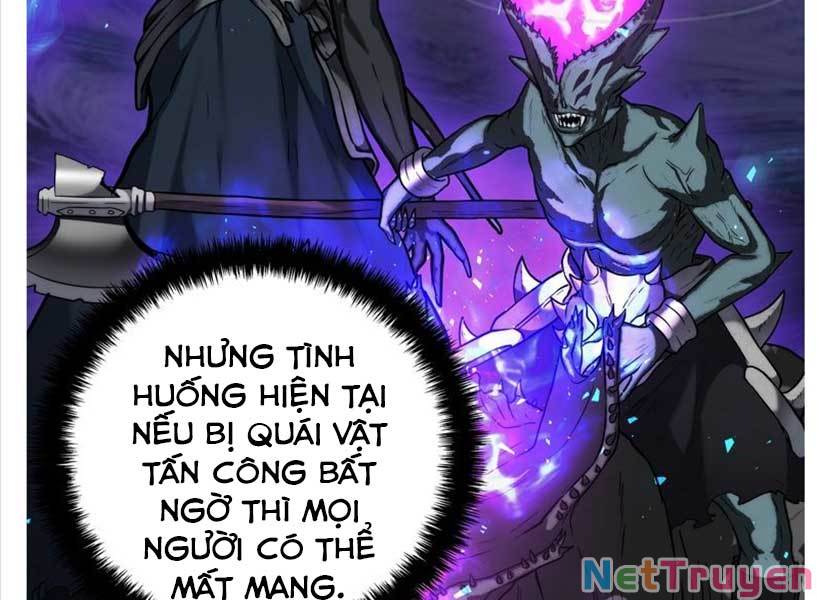 NHƯNG TÌNH
HUỐNG HIỆN TẠI
NẾU BỊ QUÁI VẬT
TẤN CÔNG BẤT
NGỜ THÌ MỌI
NGƯỜI CÓ THỂ
MẤT MẠNG.
NetTruyen